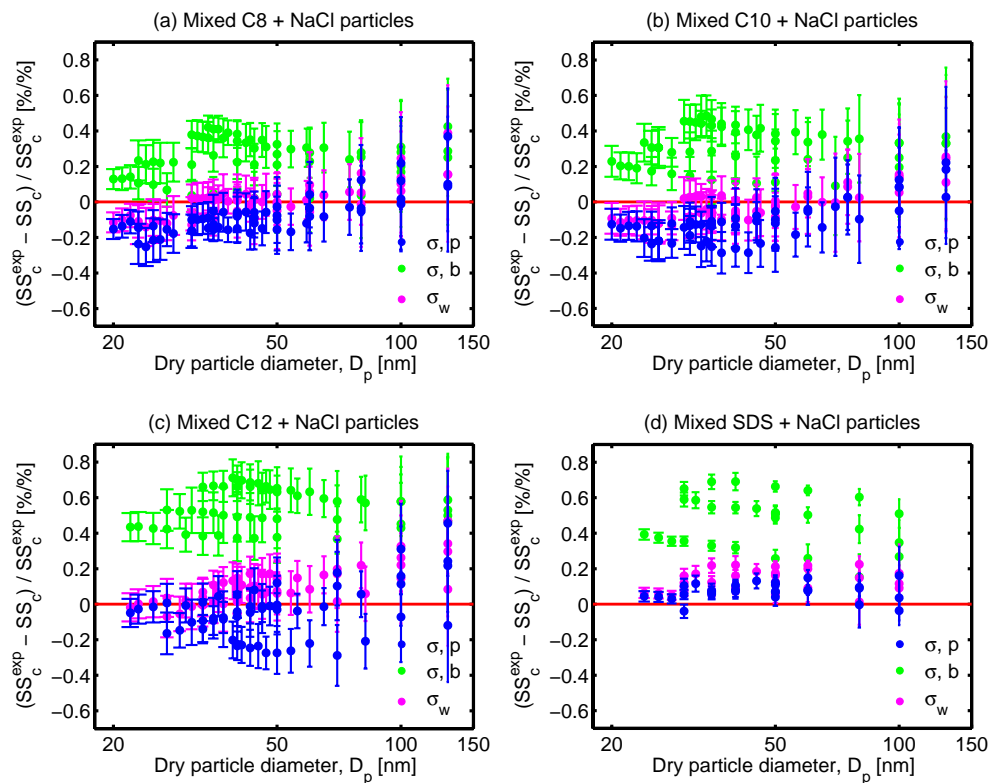 (a) Mixed C8 + NaCl particles
(SS_c^exp − SS_c) / SS_c^exp [%/%]
0.8
0.6
0.4
0.2
0
−0.2
−0.4
−0.6
σ, p
σ, b
σ_w
20 50 100 150
Dry particle diameter, D_p [nm]
(b) Mixed C10 + NaCl particles
(SS_c^exp − SS_c) / SS_c^exp [%/%]
0.8
0.6
0.4
0.2
0
−0.2
−0.4
−0.6
σ, p
σ, b
σ_w
20 50 100 150
Dry particle diameter, D_p [nm]
(c) Mixed C12 + NaCl particles
(SS_c^exp − SS_c) / SS_c^exp [%/%]
0.8
0.6
0.4
0.2
0
−0.2
−0.4
−0.6
σ, p
σ, b
σ_w
20 50 100 150
Dry particle diameter, D_p [nm]
(d) Mixed SDS + NaCl particles
(SS_c^exp − SS_c) / SS_c^exp [%/%]
0.8
0.6
0.4
0.2
0
−0.2
−0.4
−0.6
σ, p
σ, b
σ_w
20 50 100 150
Dry particle diameter, D_p [nm]